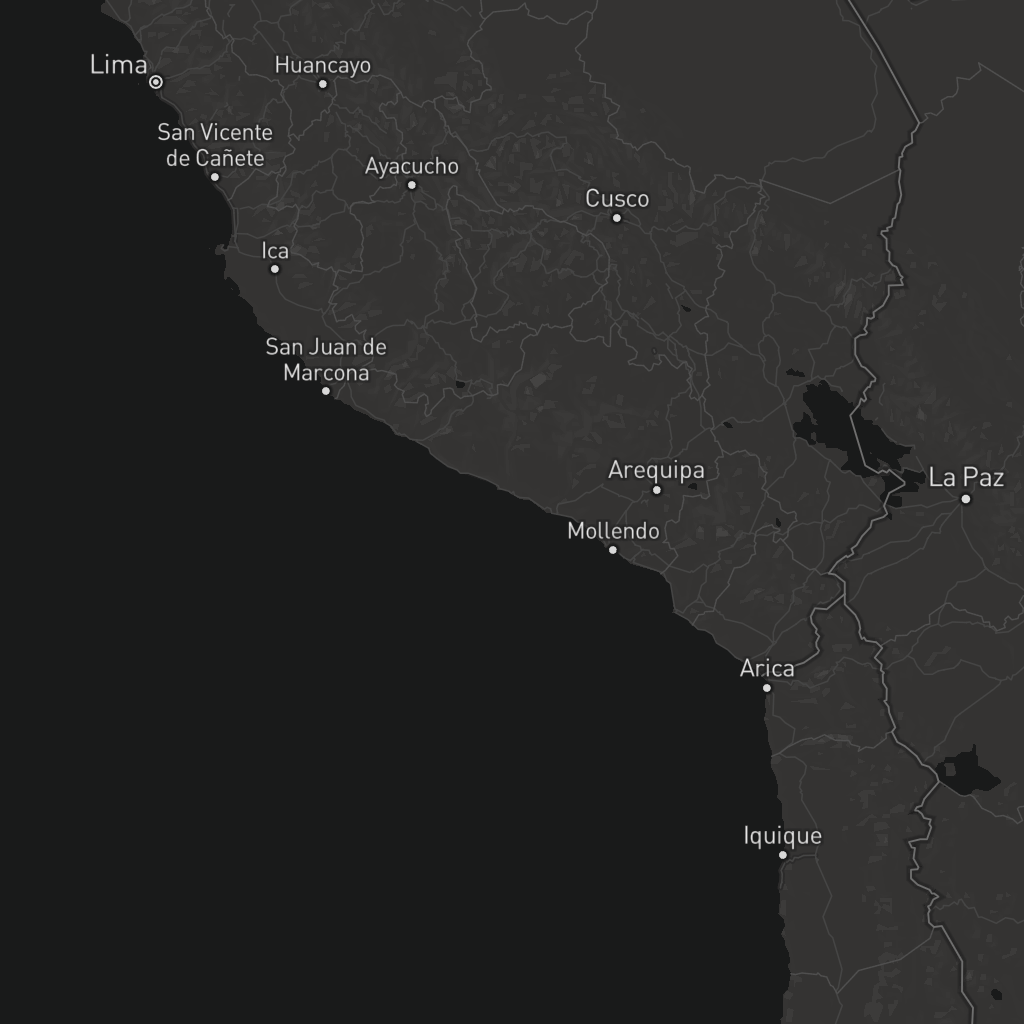 Lima
Huancayo
San Vicente
de Cañete
Ayacucho
Cusco
Ica
San Juan de
Marcona
Arequipa
La Paz
Mollendo
Arica
Iquique